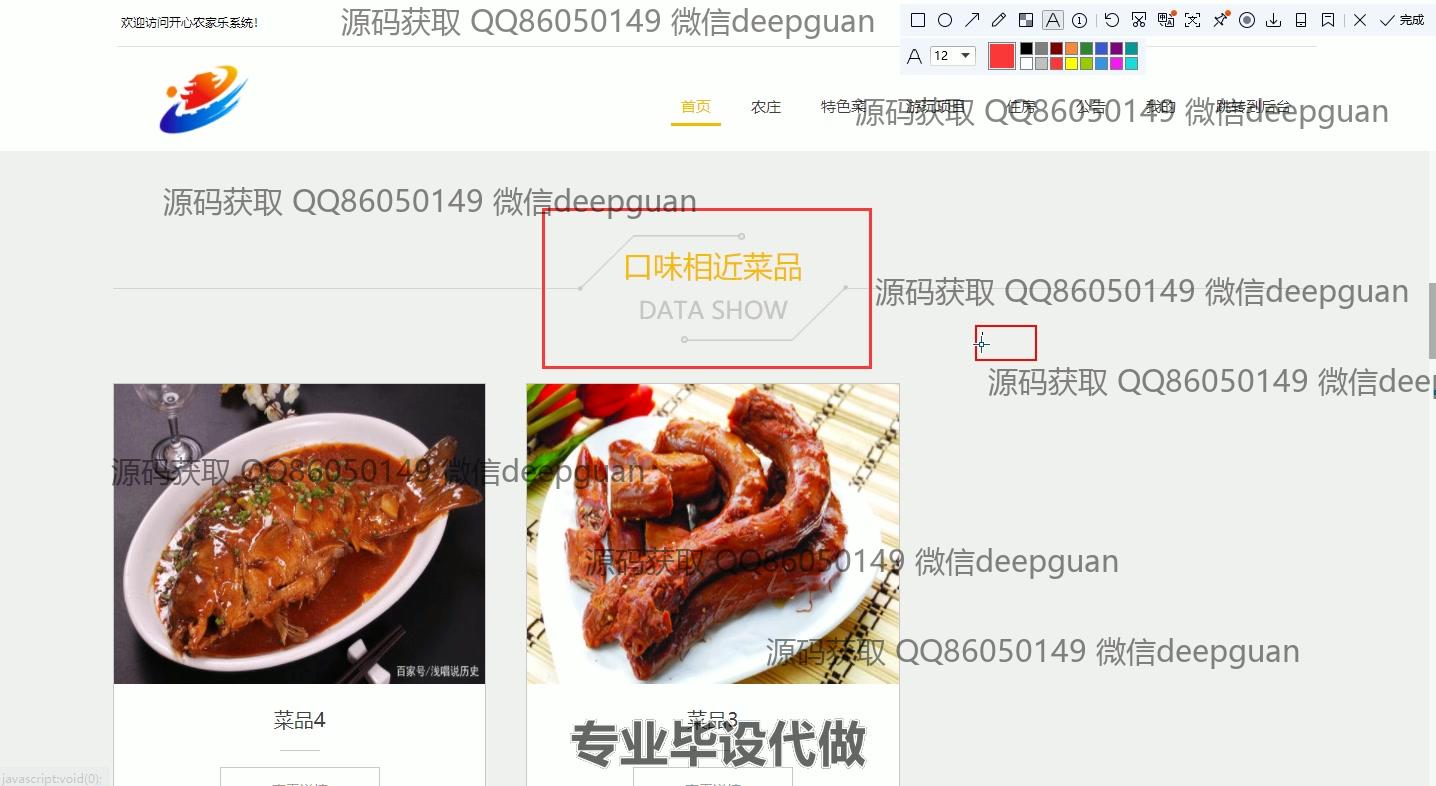 欢迎访问开心农家乐系统!
源码获取 QQ86050149 微信deepguan
完成
12
首页 农庄 特色菜 游玩项目 住房 公告 我的 跳转到后台
源码获取 QQ86050149 微信deepguan
源码获取 QQ86050149 微信deepguan
口味相近菜品
DATA SHOW
源码获取 QQ86050149 微信deepguan
源码获取 QQ86050149 微信deep
源码获取 QQ86050149 微信deepguan
源码获取 QQ86050149 微信deepguan
源码获取 QQ86050149 微信deepguan
百家号/浅唱说历史
菜品4
菜品3
专业毕设代做
javascript:void(0);